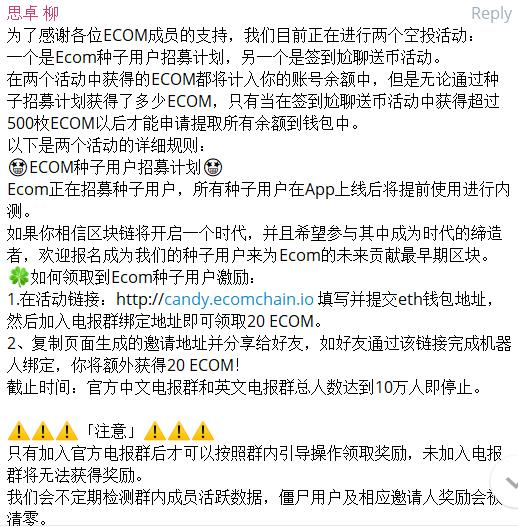 思卓 柳
Reply
为了感谢各位ECOM成员的支持，我们目前正在进行两个空投活动：
一个是Ecom种子用户招募计划，另一个是签到尬聊送币活动。
在两个活动中获得的ECOM都将计入你的账号余额中，但是无论通过种
子招募计划获得了多少ECOM，只有当在签到尬聊送币活动中获得超过
500枚ECOM以后才能申请提取所有余额到钱包中。
以下是两个活动的详细规则：
🤩ECOM种子用户招募计划🤩
Ecom正在招募种子用户，所有种子用户在App上线后将提前使用进行内
测。
如果你相信区块链将开启一个时代，并且希望参与其中成为时代的缔造
者，欢迎报名成为我们的种子用户来为Ecom的未来贡献最早期区块。
🍀如何领取到Ecom种子用户激励：
1.在活动链接：http://candy.ecomchain.io 填写并提交eth钱包地址，
然后加入电报群绑定地址即可领取20 ECOM。
2、复制页面生成的邀请地址并分享给好友，如好友通过该链接完成机器
人绑定，你将额外获得20 ECOM！
截止时间：官方中文电报群和英文电报群总人数达到10万人即停止。
⚠️⚠️⚠️「注意」⚠️⚠️⚠️
只有加入官方电报群后才可以按照群内引导操作领取奖励，未加入电报
群将无法获得奖励。
我们会不定期检测群内成员活跃数据，僵尸用户及相应邀请人奖励会被
清零。